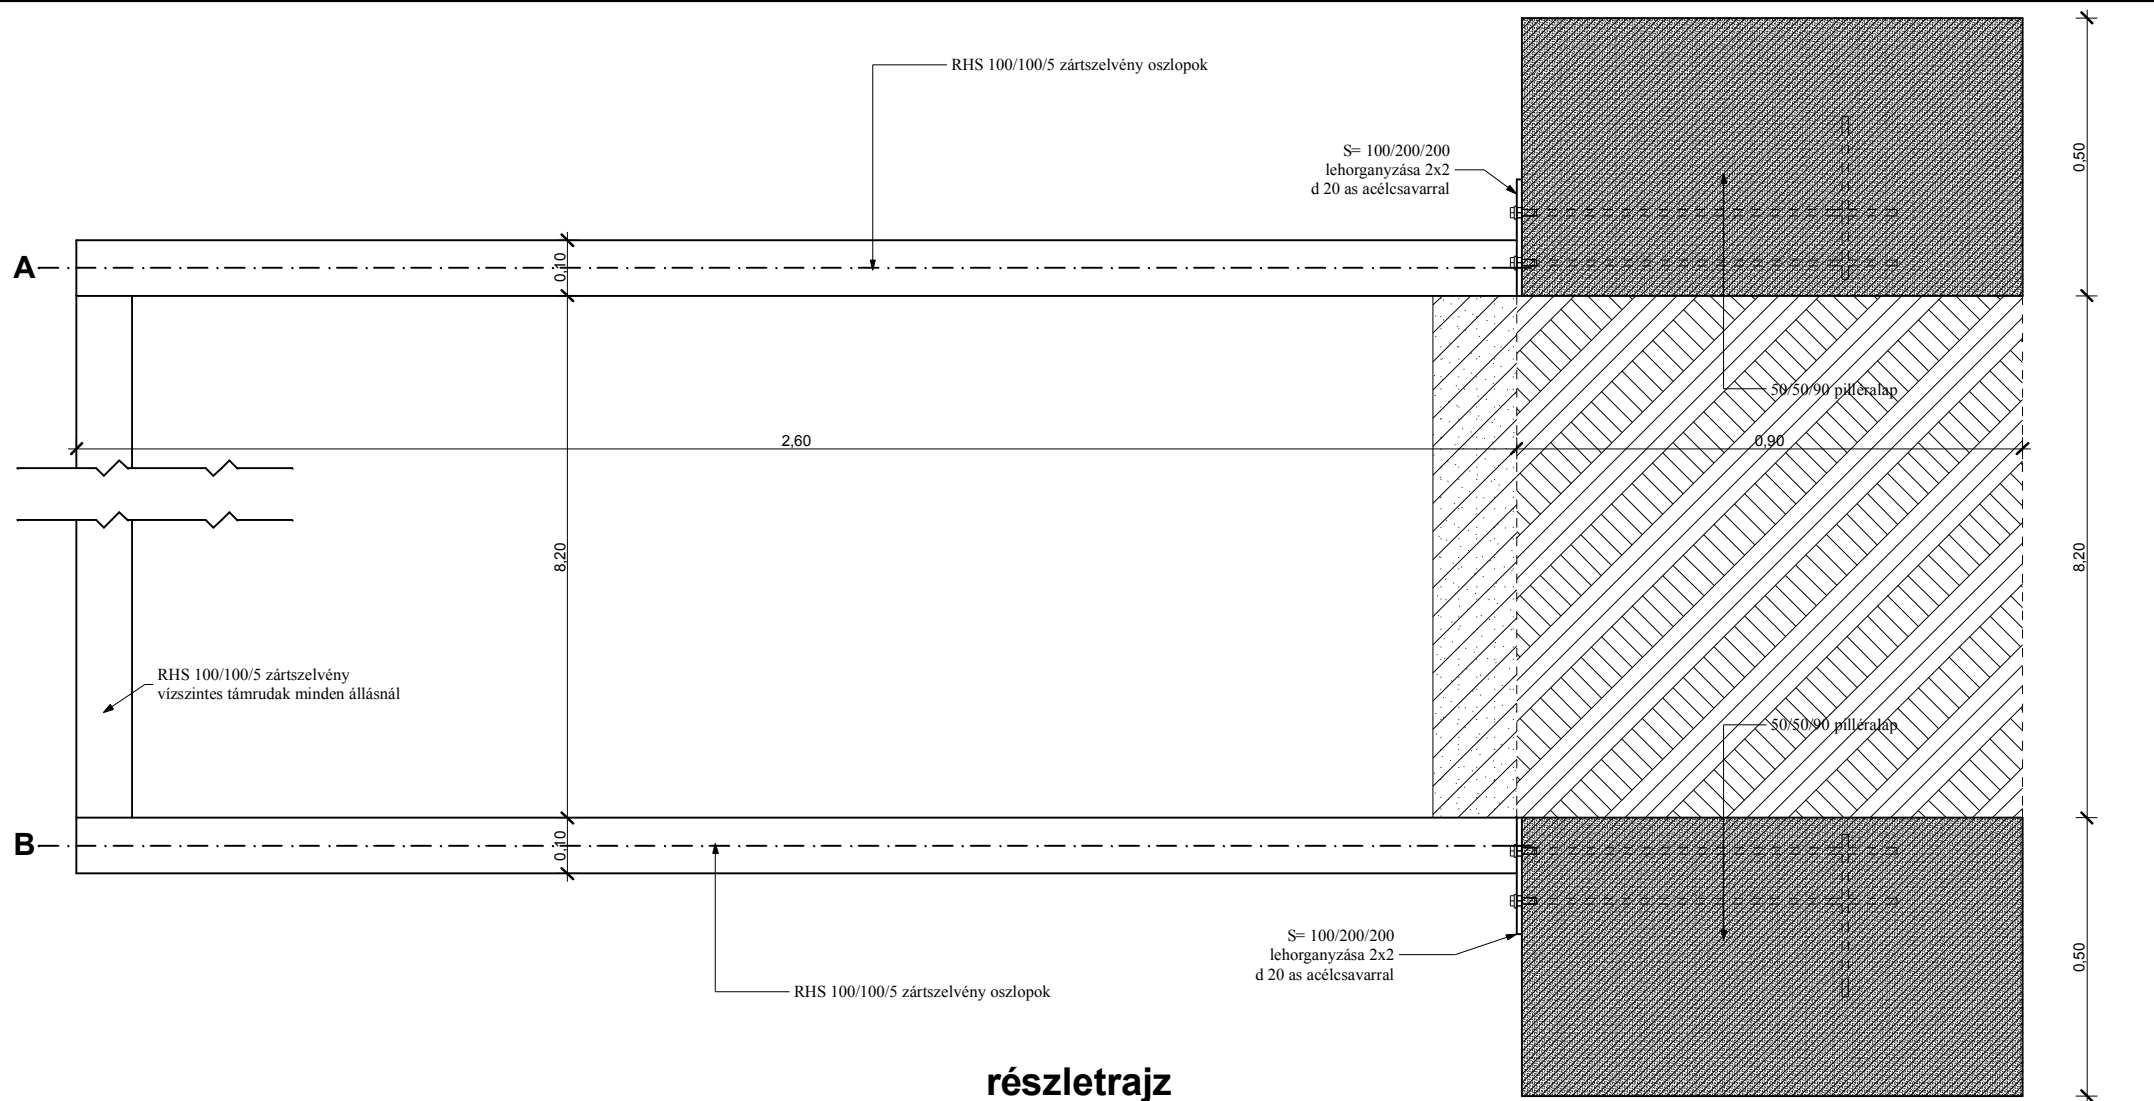 RHS 100/100/5 zártszelvény oszlopok
S= 100/200/200
lehorganyzása 2x2
d 20 as acélcsavarral
0,50
A
0,10
50/50/90 pilléralap
2,60
0,90
8,20
8,20
RHS 100/100/5 zártszelvény
vízszintes támrudak minden állásnál
50/50/90 pilléralap
B
0,10
S= 100/200/200
lehorganyzása 2x2
d 20 as acélcsavarral
0,50
RHS 100/100/5 zártszelvény oszlopok
részletrajz